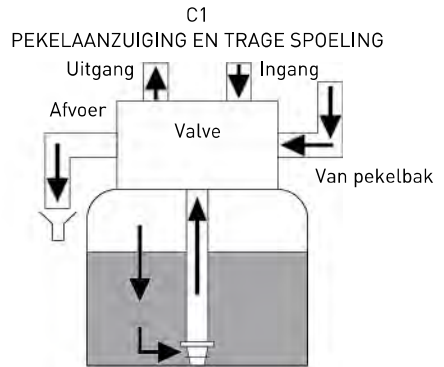 C1
PEKELAANZUIGING EN TRAGE SPOELING
Uitgang
Ingang
Afvoer
Valve
Van pekelbak